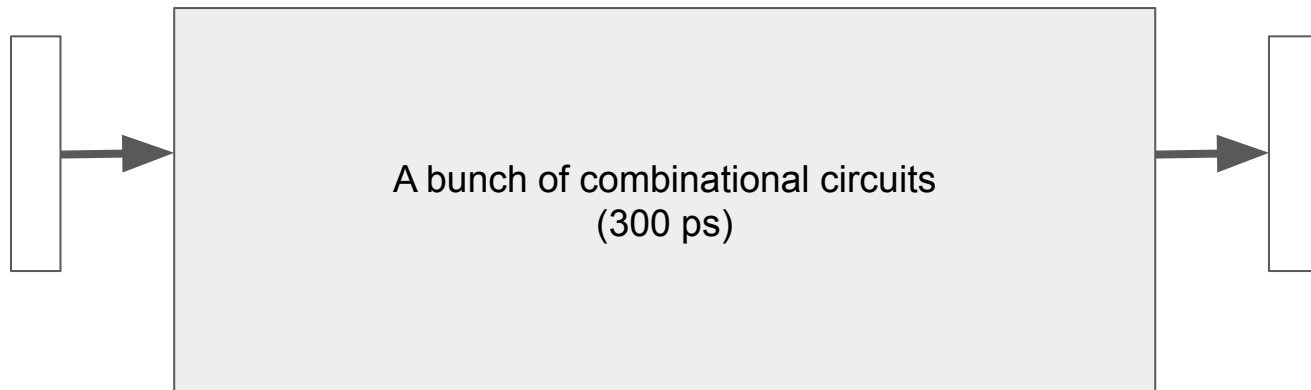 A bunch of combinational circuits
(300 ps)